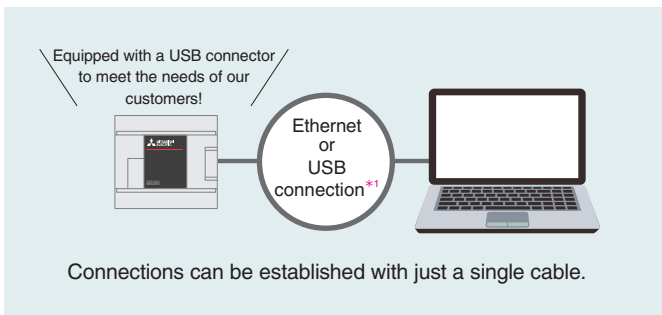 Equipped with a USB connector
to meet the needs of our
customers!
MITSUBISHI
Ethernet
or
USB
connection*1
Connections can be established with just a single cable.